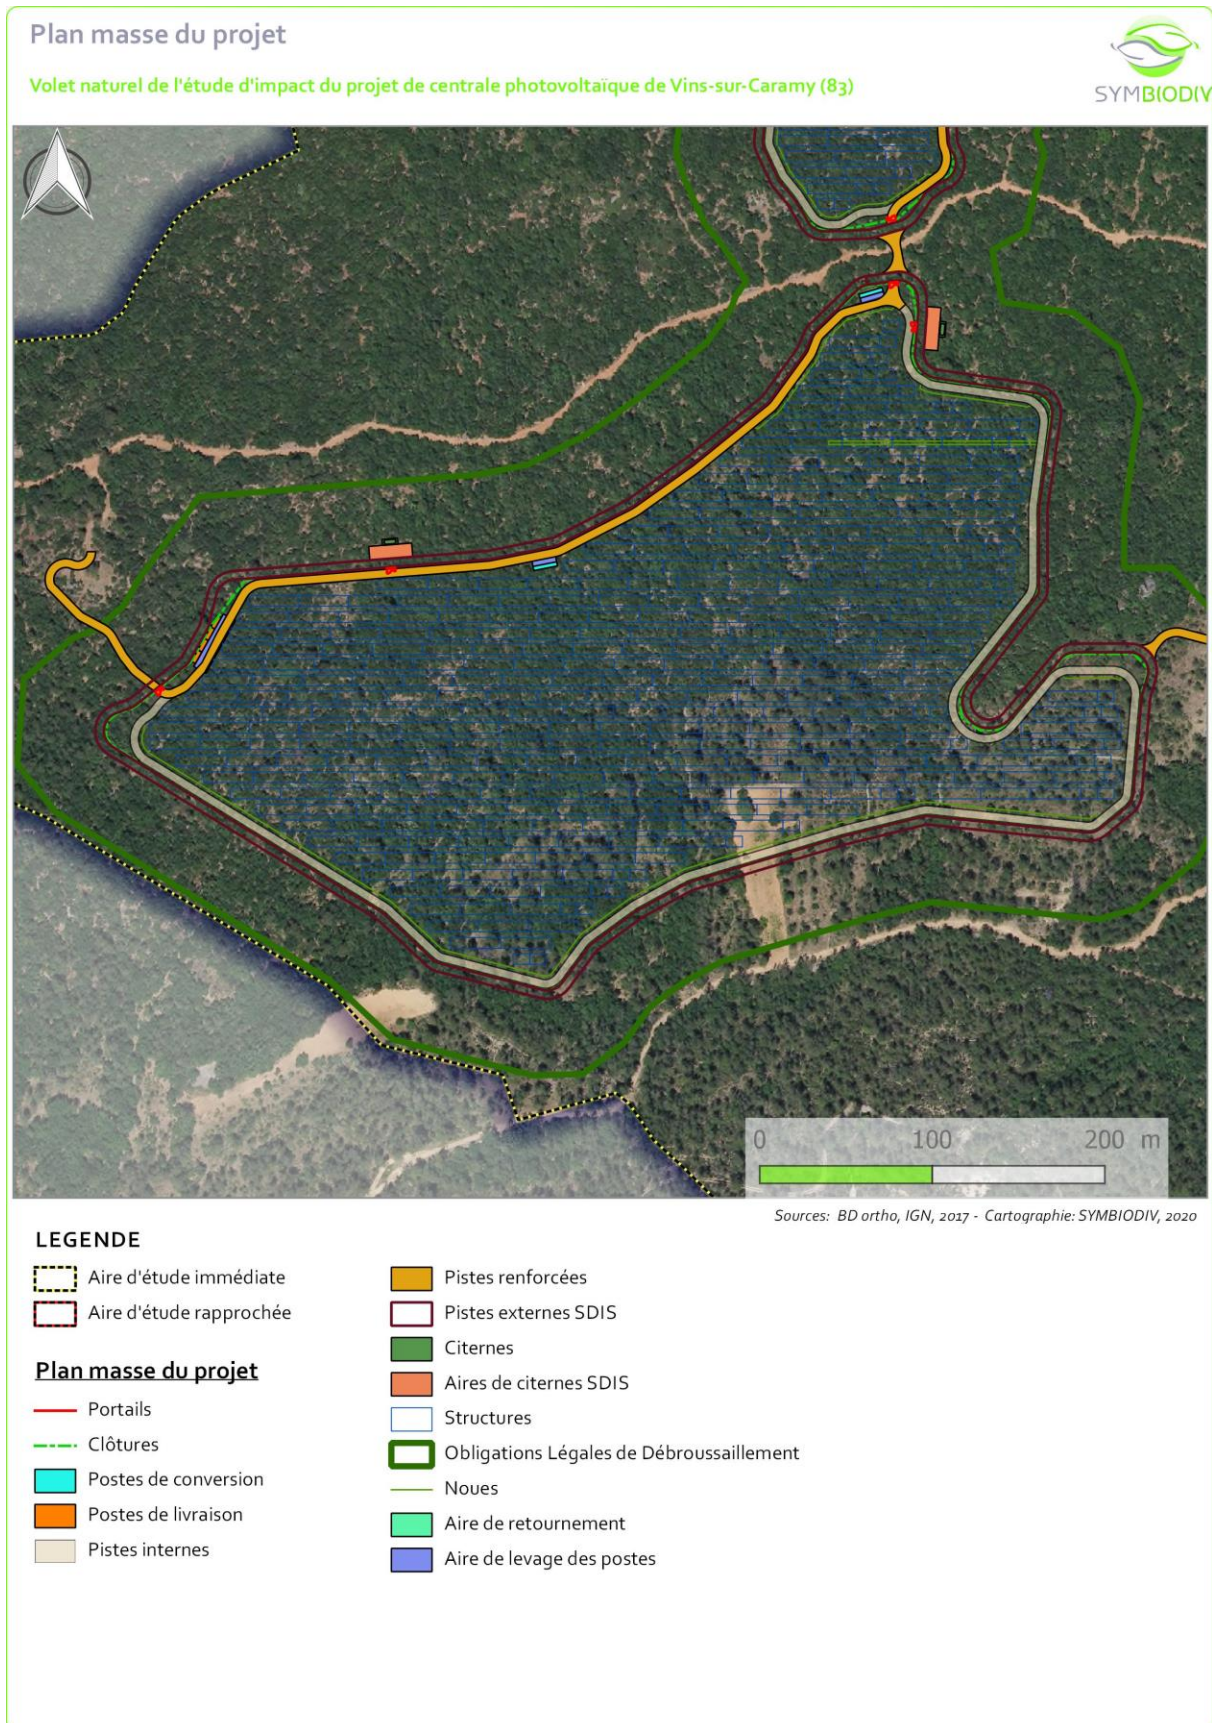 Plan masse du projet
Volet naturel de l'étude d'impact du projet de centrale photovoltaïque de Vins-sur-Caramy (83)
SYMBIODIV
0 100 200 m
Sources: BD ortho, IGN, 2017 - Cartographie: SYMBIODIV, 2020
LEGENDE
Aire d'étude immédiate
Aire d'étude rapprochée
Plan masse du projet
Portails
Clôtures
Postes de conversion
Postes de livraison
Pistes internes
Pistes renforcées
Pistes externes SDIS
Citernes
Aires de citernes SDIS
Structures
Obligations Légales de Débroussaillement
Noues
Aire de retournement
Aire de levage des postes